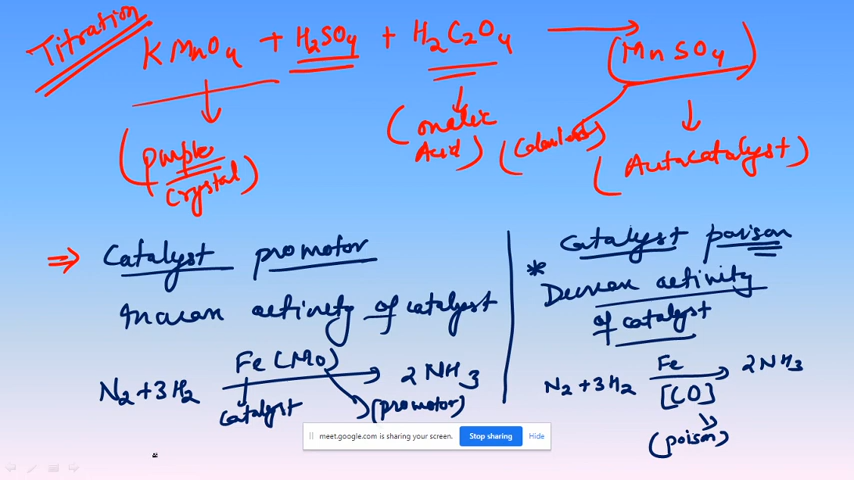 Titration
KMnO4 + H2SO4 + H2C2O4 → (MnSO4)
(purple crystal)
(oxalic Acid)
(Colourless)
(Autocatalyst)
⇒ Catalyst promotor
Increase activity of catalyst
N2+3H2 Fe(Mo) → 2NH3
catalyst
(promotor)
Catalyst poison
* Decrease activity
of catalyst
N2+3H2 Fe → 2NH3
[CO]
(poison)
meet.google.com is sharing your screen. Stop sharing Hide